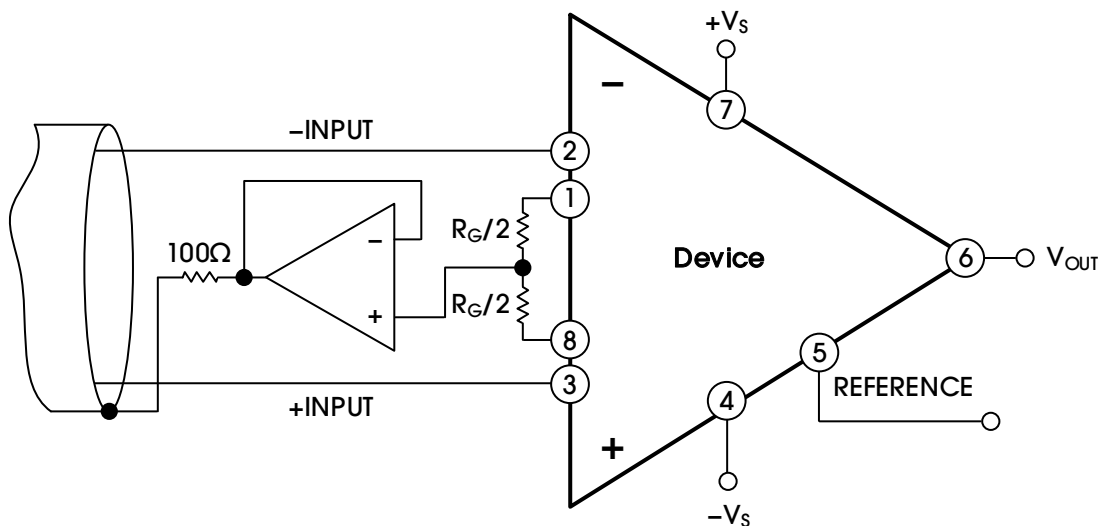 +VS
−
7
−INPUT
2
1
100Ω
−
RG/2
Device
6
VOUT
+
RG/2
8
5
3
REFERENCE
+INPUT
4
+
−VS